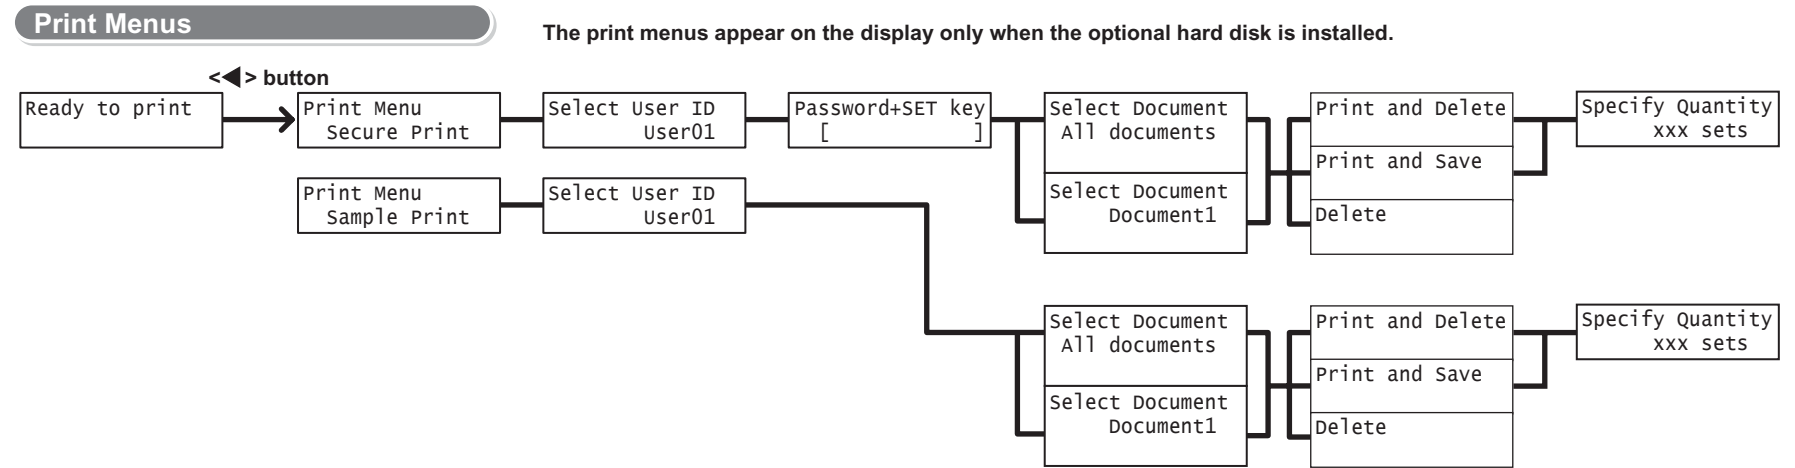 Print Menus
The print menus appear on the display only when the optional hard disk is installed.
<◀> button
Ready to print
Print Menu
Secure Print
Select User ID
User01
Password+SET key
[ ]
Select Document
All documents
Select Document
Document1
Print and Delete
Print and Save
Delete
Specify Quantity
xxx sets
Print Menu
Sample Print
Select User ID
User01
Select Document
All documents
Select Document
Document1
Print and Delete
Print and Save
Delete
Specify Quantity
xxx sets